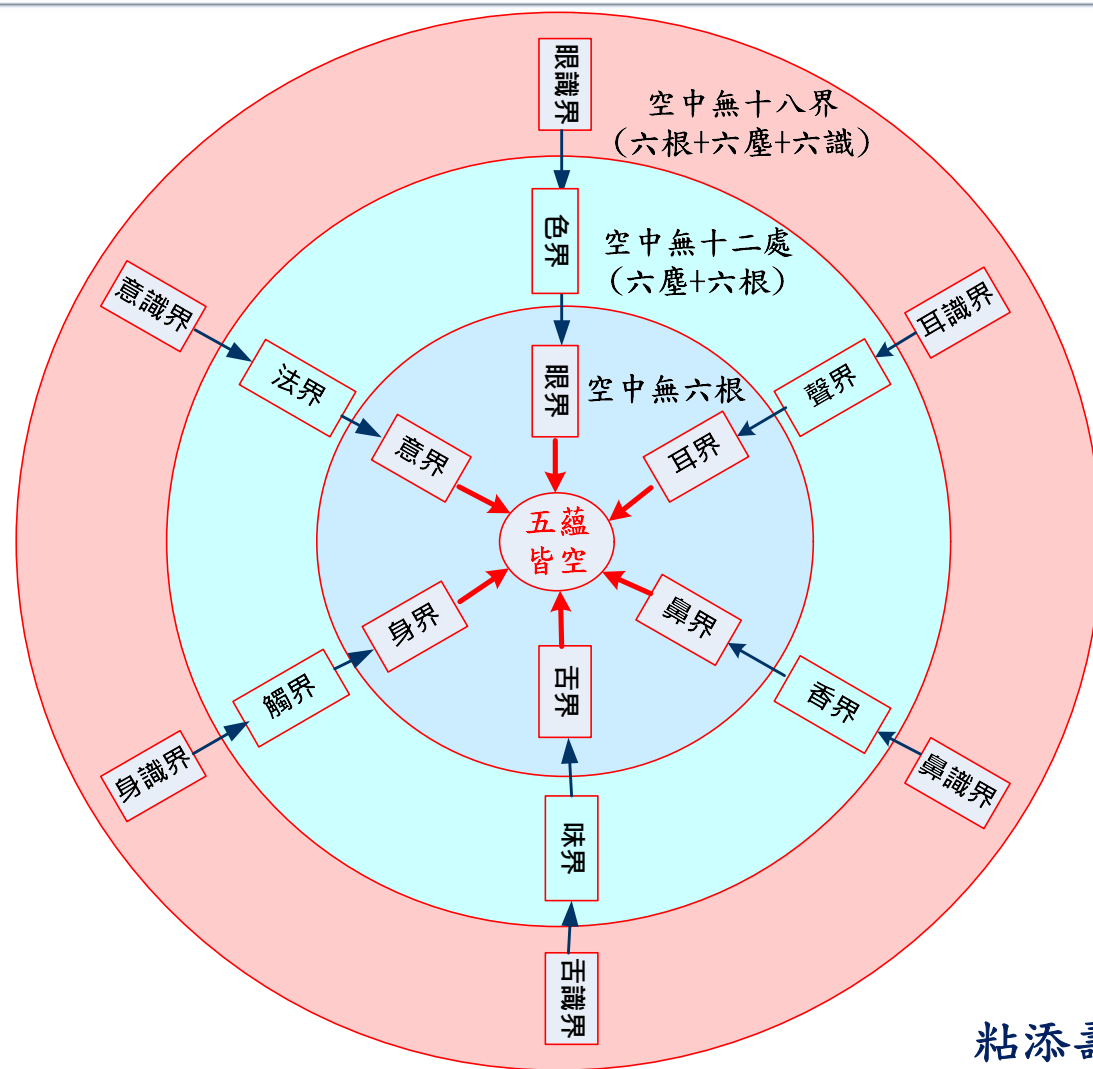 眼識界
空中無十八界
（六根+六塵+六識）
色界
空中無十二處
（六塵+六根）
意識界
耳識界
法界
聲界
眼界
空中無六根
意界
耳界
五蘊
皆空
身界
鼻界
舌界
觸界
香界
身識界
鼻識界
味界
舌識界
粘添壽